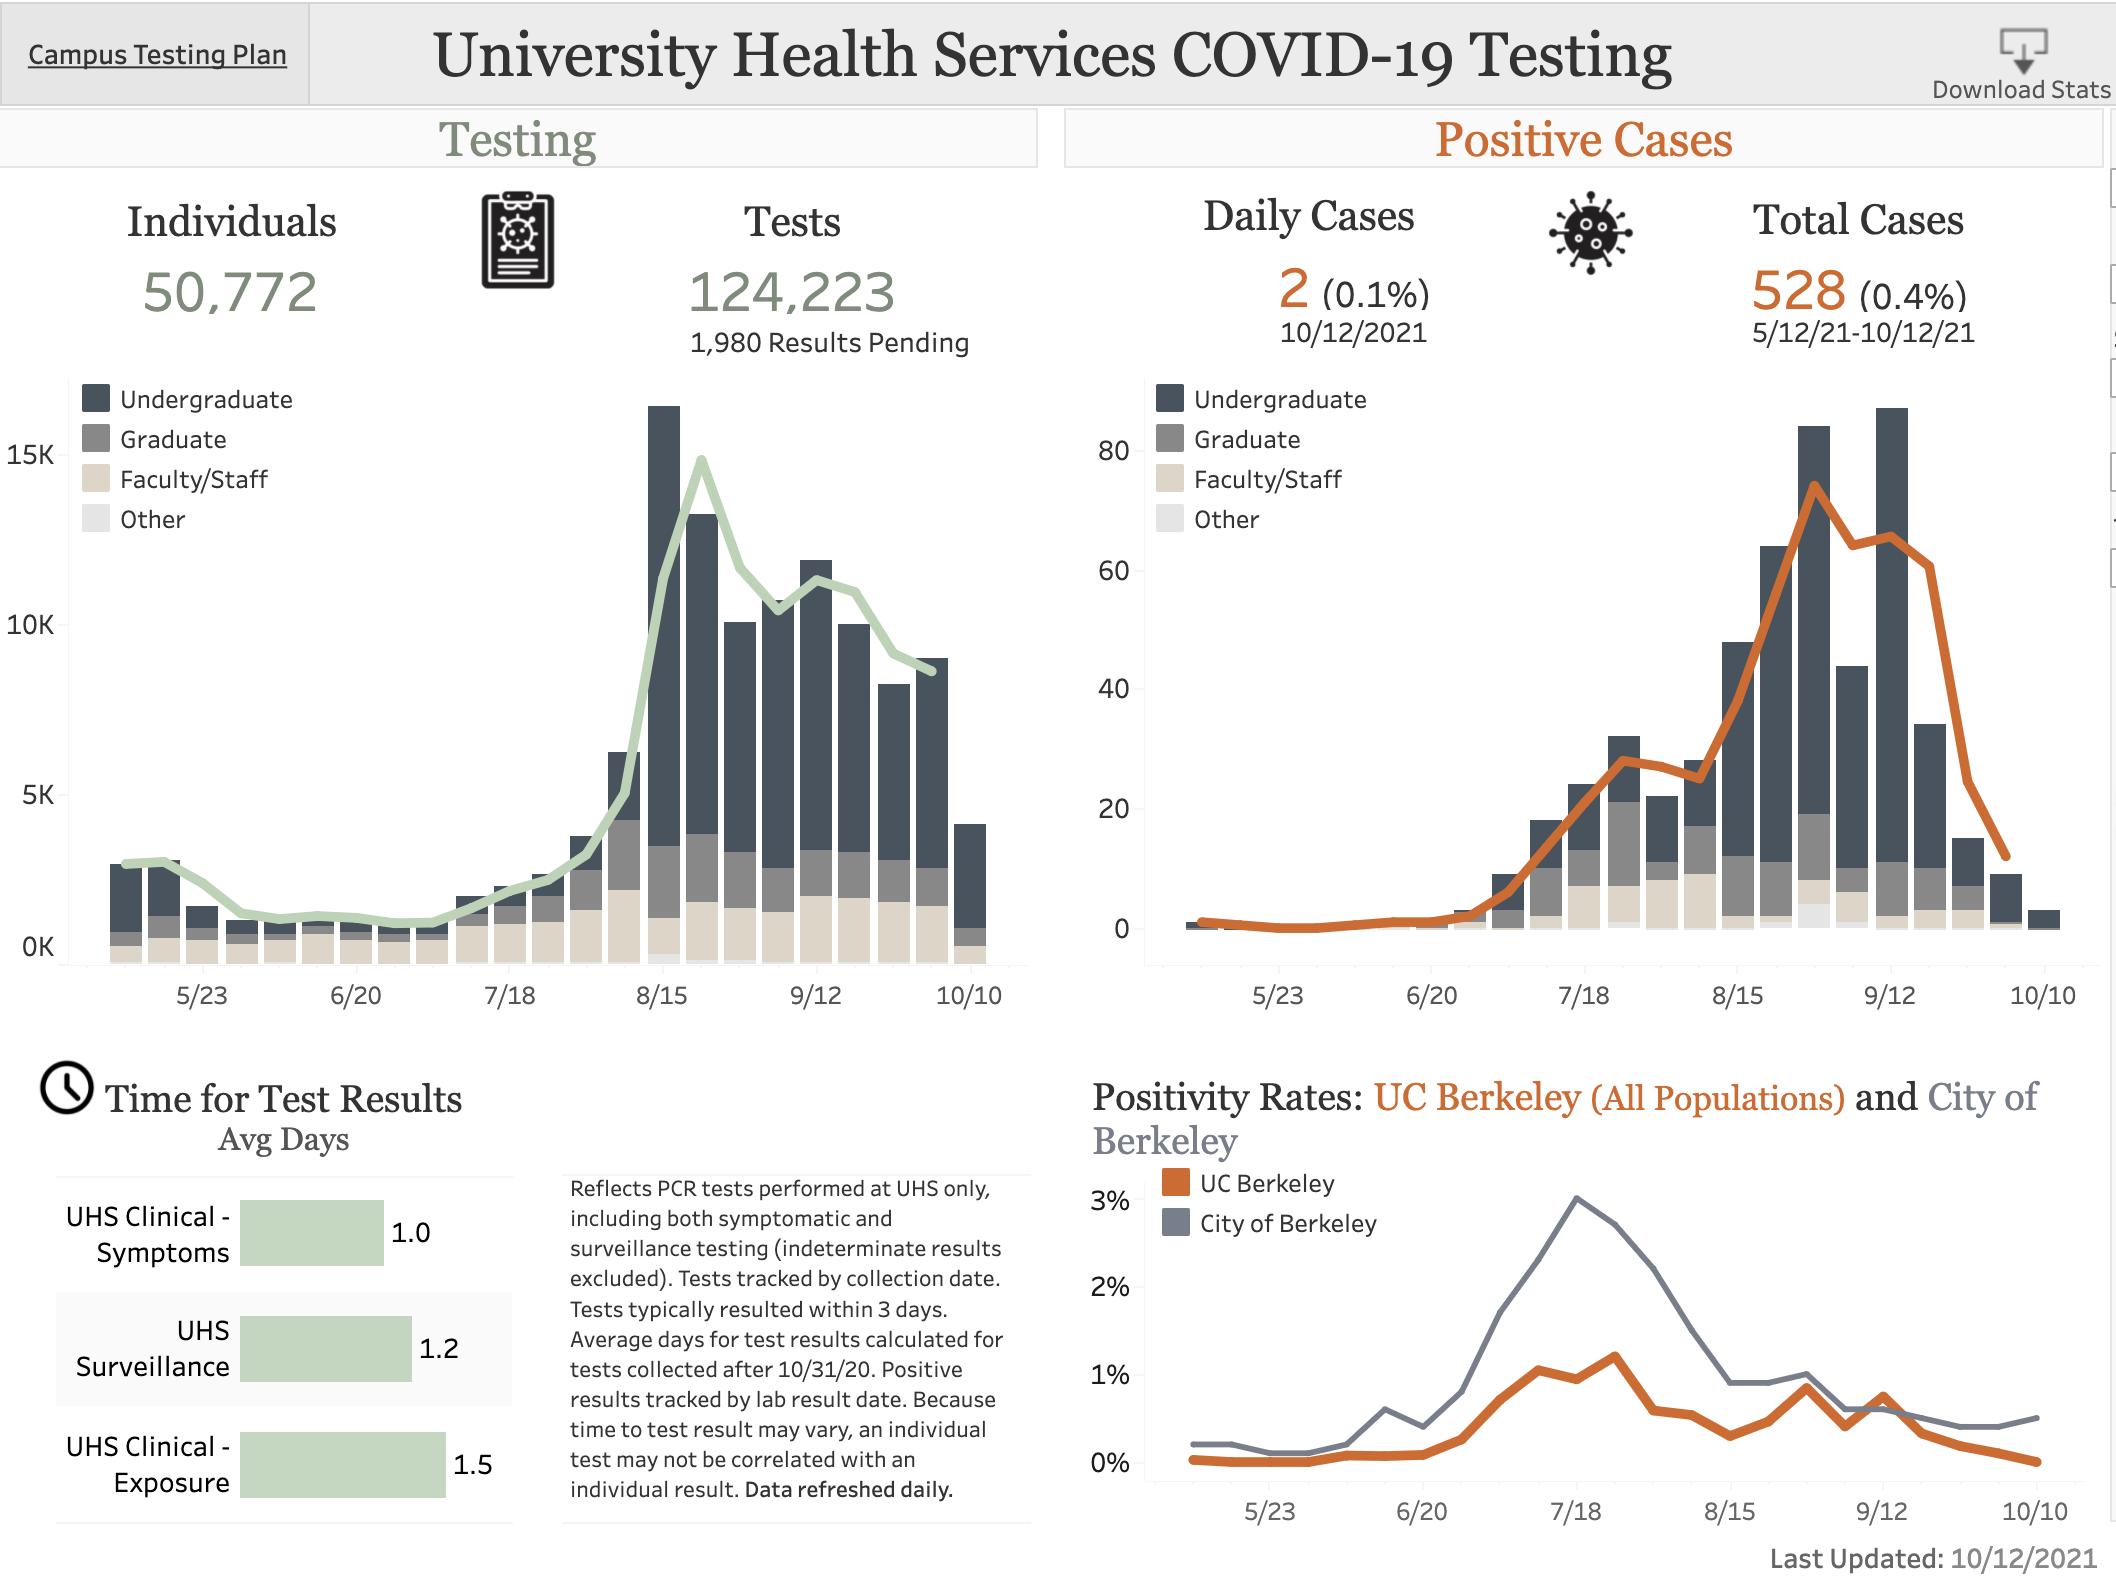 Campus Testing Plan
University Health Services COVID-19 Testing
Download Stats
Testing
Individuals
50,772
Tests
124,223
1,980 Results Pending
Undergraduate
Graduate
Faculty/Staff
Other
15K
10K
5K
0K
5/23
6/20
7/18
8/15
9/12
10/10
Positive Cases
Daily Cases
2 (0.1%)
10/12/2021
Total Cases
528 (0.4%)
5/12/21-10/12/21
Undergraduate
Graduate
Faculty/Staff
Other
80
60
40
20
0
5/23
6/20
7/18
8/15
9/12
10/10
Time for Test Results
Avg Days
UHS Clinical -
Symptoms
1.0
UHS
Surveillance
1.2
UHS Clinical -
Exposure
1.5
Reflects PCR tests performed at UHS only,
including both symptomatic and
surveillance testing (indeterminate results
excluded). Tests tracked by collection date.
Tests typically resulted within 3 days.
Average days for test results calculated for
tests collected after 10/31/20. Positive
results tracked by lab result date. Because
time to test result may vary, an individual
test may not be correlated with an
individual result. Data refreshed daily.
Positivity Rates: UC Berkeley (All Populations) and City of
Berkeley
UC Berkeley
City of Berkeley
3%
2%
1%
0%
5/23
6/20
7/18
8/15
9/12
10/10
Last Updated: 10/12/2021